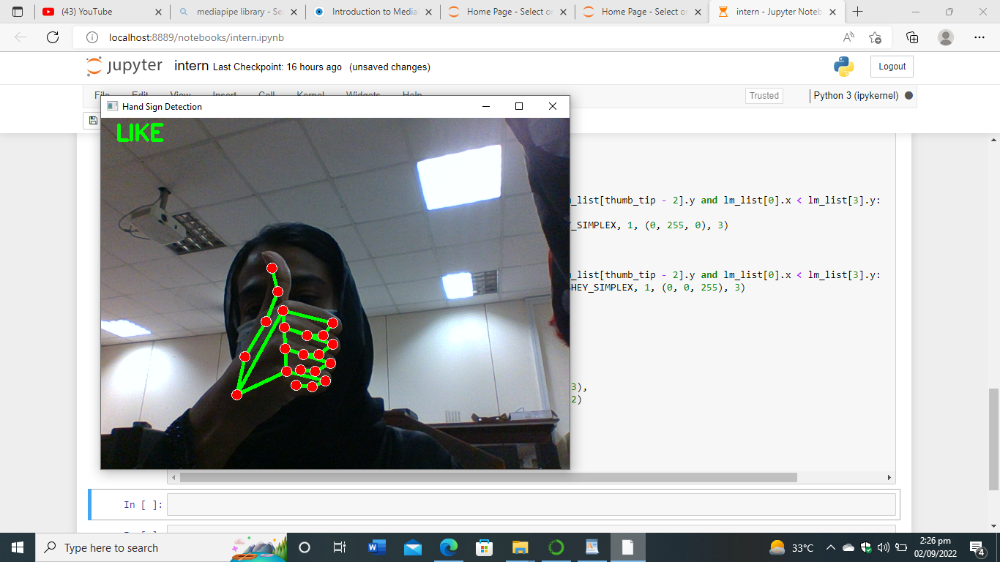 (43) YouTube
mediapipe library - Se
Introduction to Media
Home Page - Select or
Home Page - Select or
intern - Jupyter Noteb
localhost:8889/notebooks/intern.ipynb
jupyter intern Last Checkpoint: 16 hours ago (unsaved changes)
Logout
File Edit View Insert Cell Kernel Widgets Help
Trusted
Python 3 (ipykernel)
Hand Sign Detection
LIKE
_list[thumb_tip - 2].y and lm_list[0].x < lm_list[3].y:
_SIMPLEX, 1, (0, 255, 0), 3)
_list[thumb_tip - 2].y and lm_list[0].x < lm_list[3].y:
HEY_SIMPLEX, 1, (0, 0, 255), 3)
3),
2)
In [ ]:
Type here to search
33°C
2:26 pm
02/09/2022
4